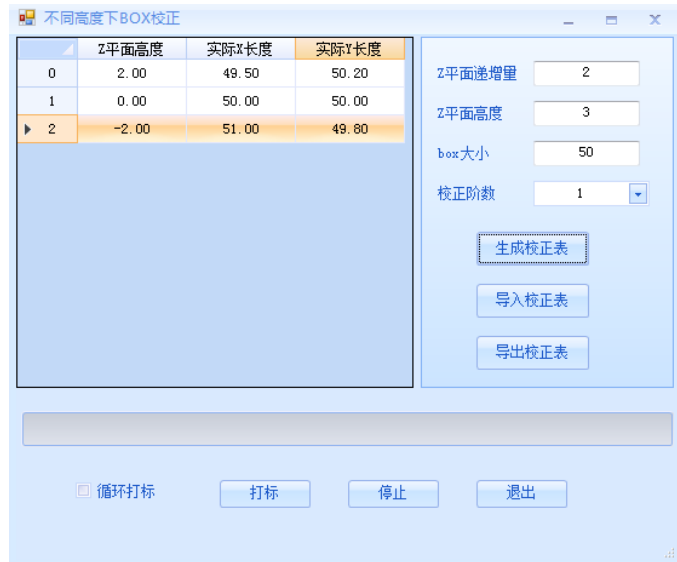 不同高度下BOX校正
Z平面高度 实际X长度 实际Y长度
0 2.00 49.50 50.20
1 0.00 50.00 50.00
2 -2.00 51.00 49.80
Z平面递增量 2
Z平面高度 3
box大小 50
校正阶数 1
生成校正表
导入校正表
导出校正表
循环打标 打标 停止 退出